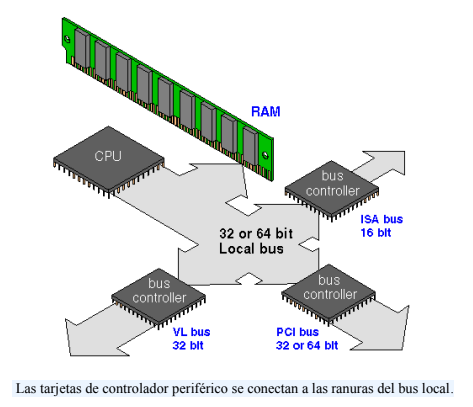 RAM
CPU
bus
controller
ISA bus
16 bit
32 or 64 bit
Local bus
bus
controller
VL bus
32 bit
bus
controller
PCI bus
32 or 64 bit
Las tarjetas de controlador periférico se conectan a las ranuras del bus local.